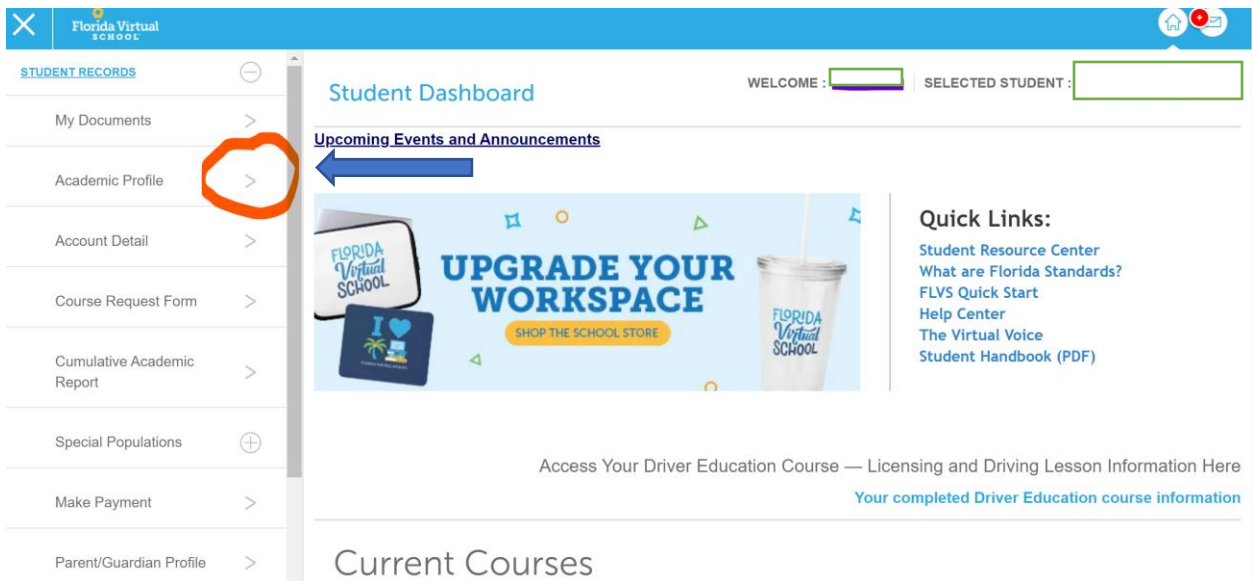 Florida Virtual
SCHOOL
STUDENT RECORDS
My Documents
Academic Profile
Account Detail
Course Request Form
Cumulative Academic
Report
Special Populations
Make Payment
Parent/Guardian Profile
Student Dashboard
WELCOME :
SELECTED STUDENT :
Upcoming Events and Announcements
FLORIDA
Virtual
SCHOOL
I
UPGRADE YOUR
WORKSPACE
SHOP THE SCHOOL STORE
FLORIDA
Virtual
SCHOOL
Quick Links:
Student Resource Center
What are Florida Standards?
FLVS Quick Start
Help Center
The Virtual Voice
Student Handbook (PDF)
Access Your Driver Education Course — Licensing and Driving Lesson Information Here
Your completed Driver Education course information
Current Courses